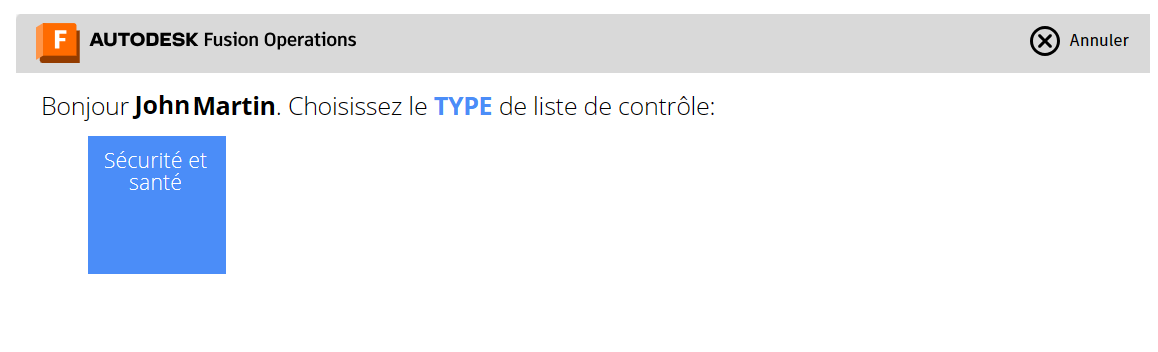 F AUTODESK Fusion Operations Annuler
Bonjour John Martin. Choisissez le TYPE de liste de contrôle:
Sécurité et
santé